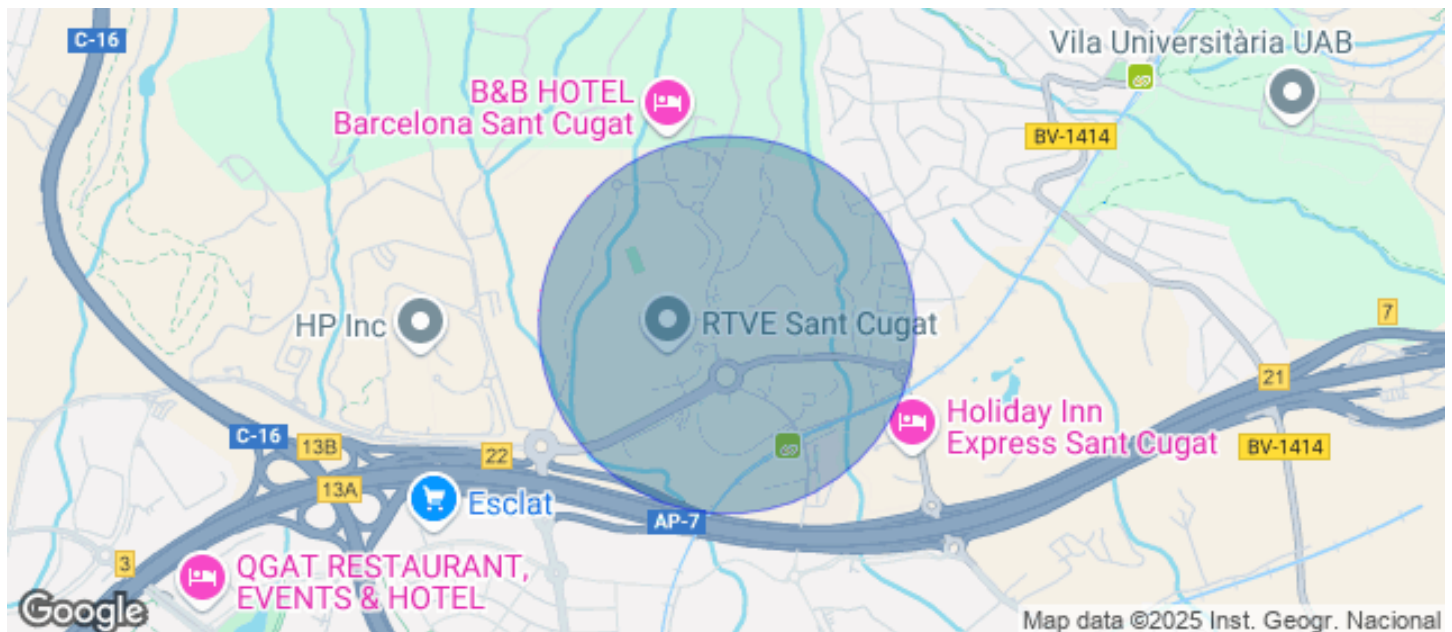 C-16
Vila Universitària UAB
B&B HOTEL
Barcelona Sant Cugat
BV-1414
HP Inc
RTVE Sant Cugat
7
21
Holiday Inn
Express Sant Cugat
C-16
13B
22
BV-1414
13A
Esclat
AP-7
3
QGAT RESTAURANT,
EVENTS & HOTEL
Google
Map data ©2025 Inst. Geogr. Nacional